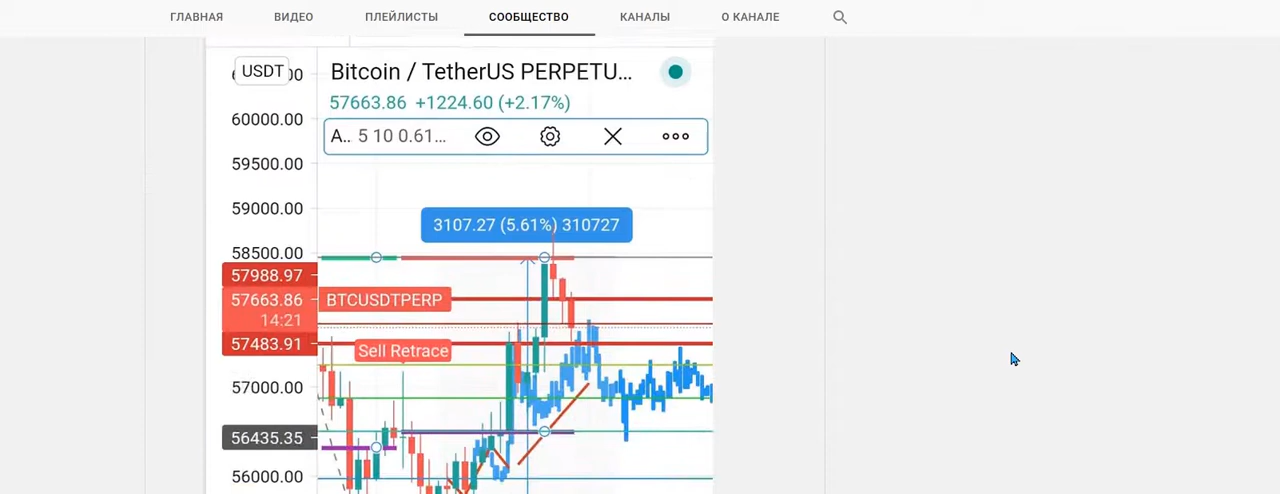 ГЛАВНАЯ ВИДЕО ПЛЕЙЛИСТЫ СООБЩЕСТВО КАНАЛЫ О КАНАЛЕ
USDT
Bitcoin / TetherUS PERPETU...
57663.86 +1224.60 (+2.17%)
60000.00
A.. 5 10 0.61...
59500.00
59000.00
3107.27 (5.61%) 310727
58500.00
57988.97
57663.86 BTCUSDTPERP
14:21
57483.91
Sell Retrace
57000.00
56435.35
56000.00